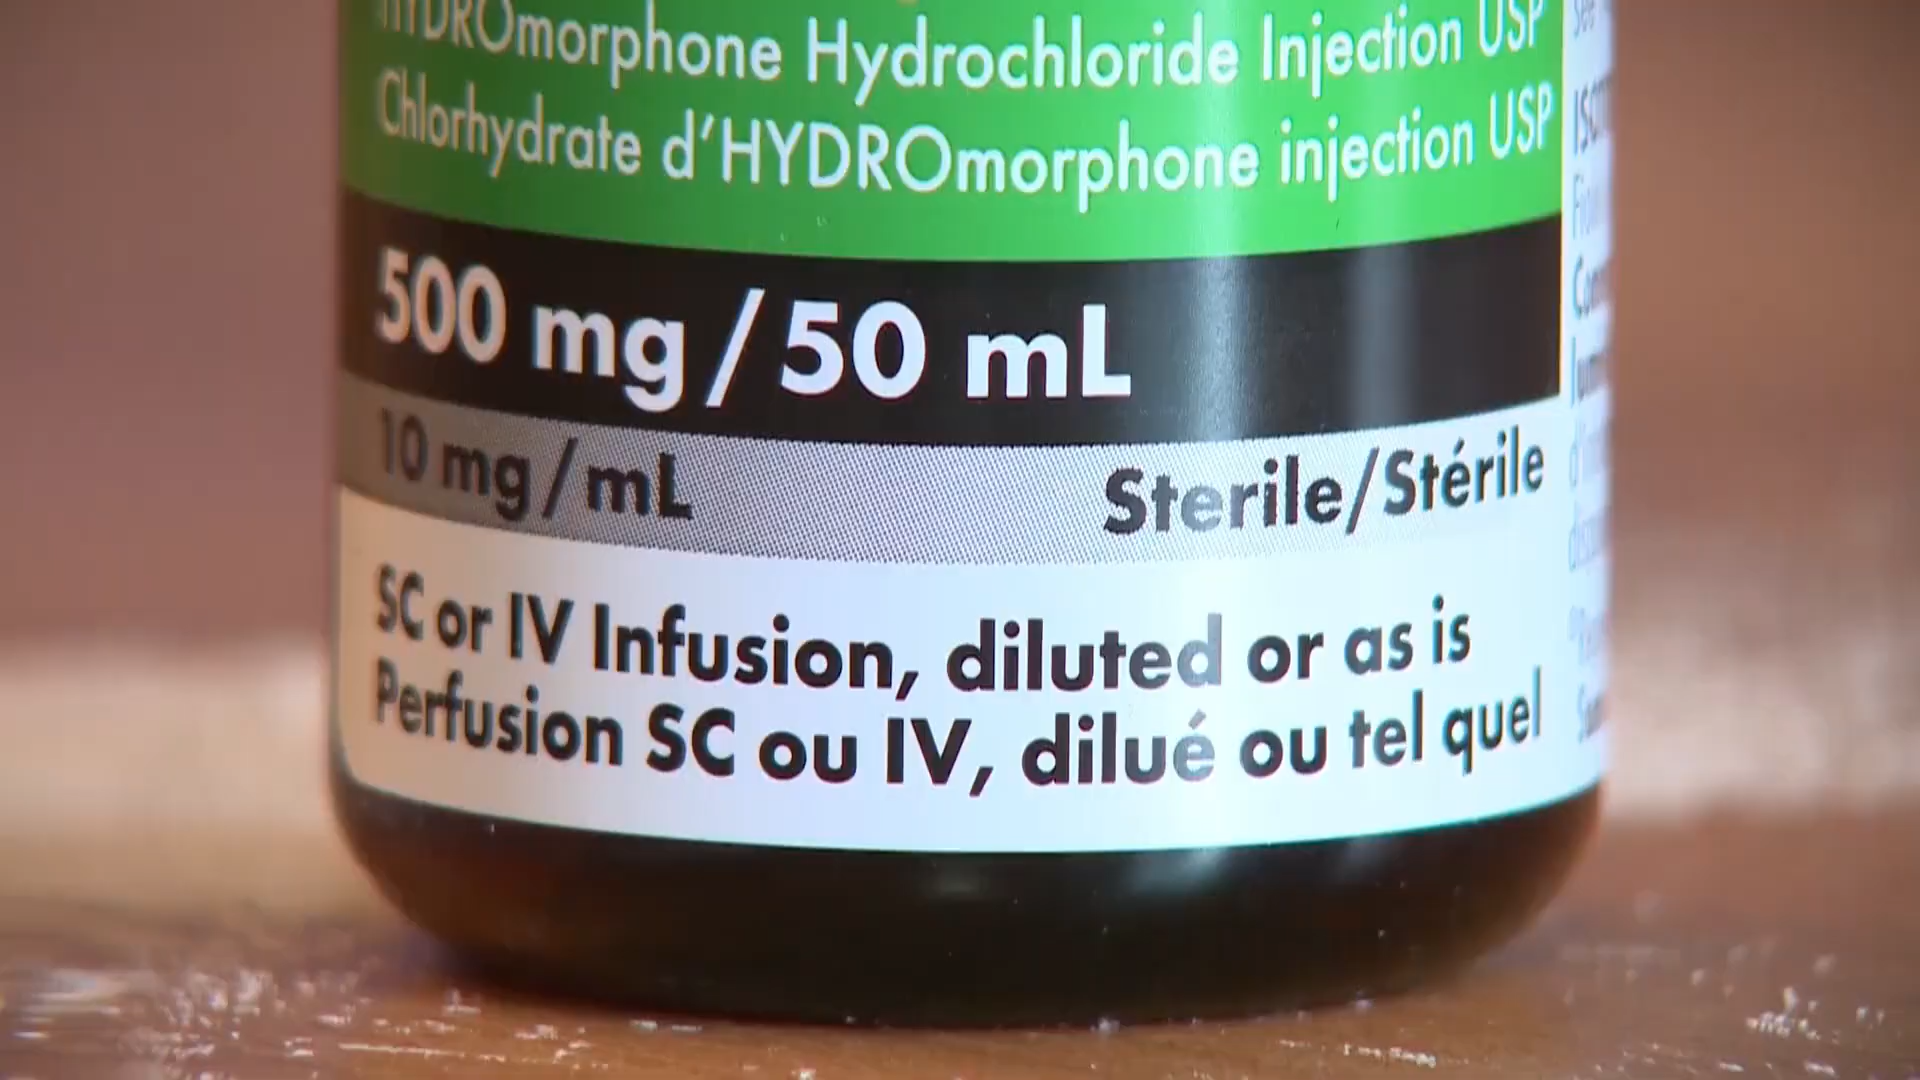 HYDROmorphone Hydrochloride Injection USP
Chlorhydrate d'HYDROmorphone injection USP
500 mg/50 mL
10 mg/mL
Sterile/Stérile
SC or IV Infusion, diluted or as is
Perfusion SC ou IV, dilué ou tel quel